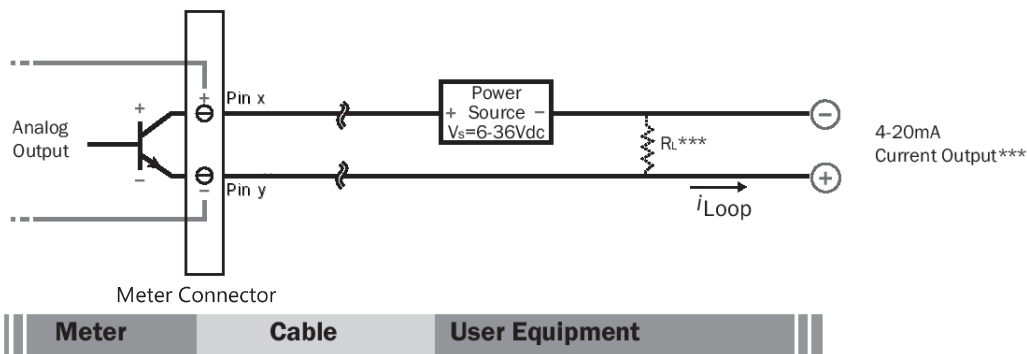 Analog
Output
+
−
+
Pin x
−
Pin y
Power
+ Source −
Vs=6-36Vdc
RL***
−
+
iLoop
4-20mA
Current Output***
Meter Connector
Meter Cable User Equipment